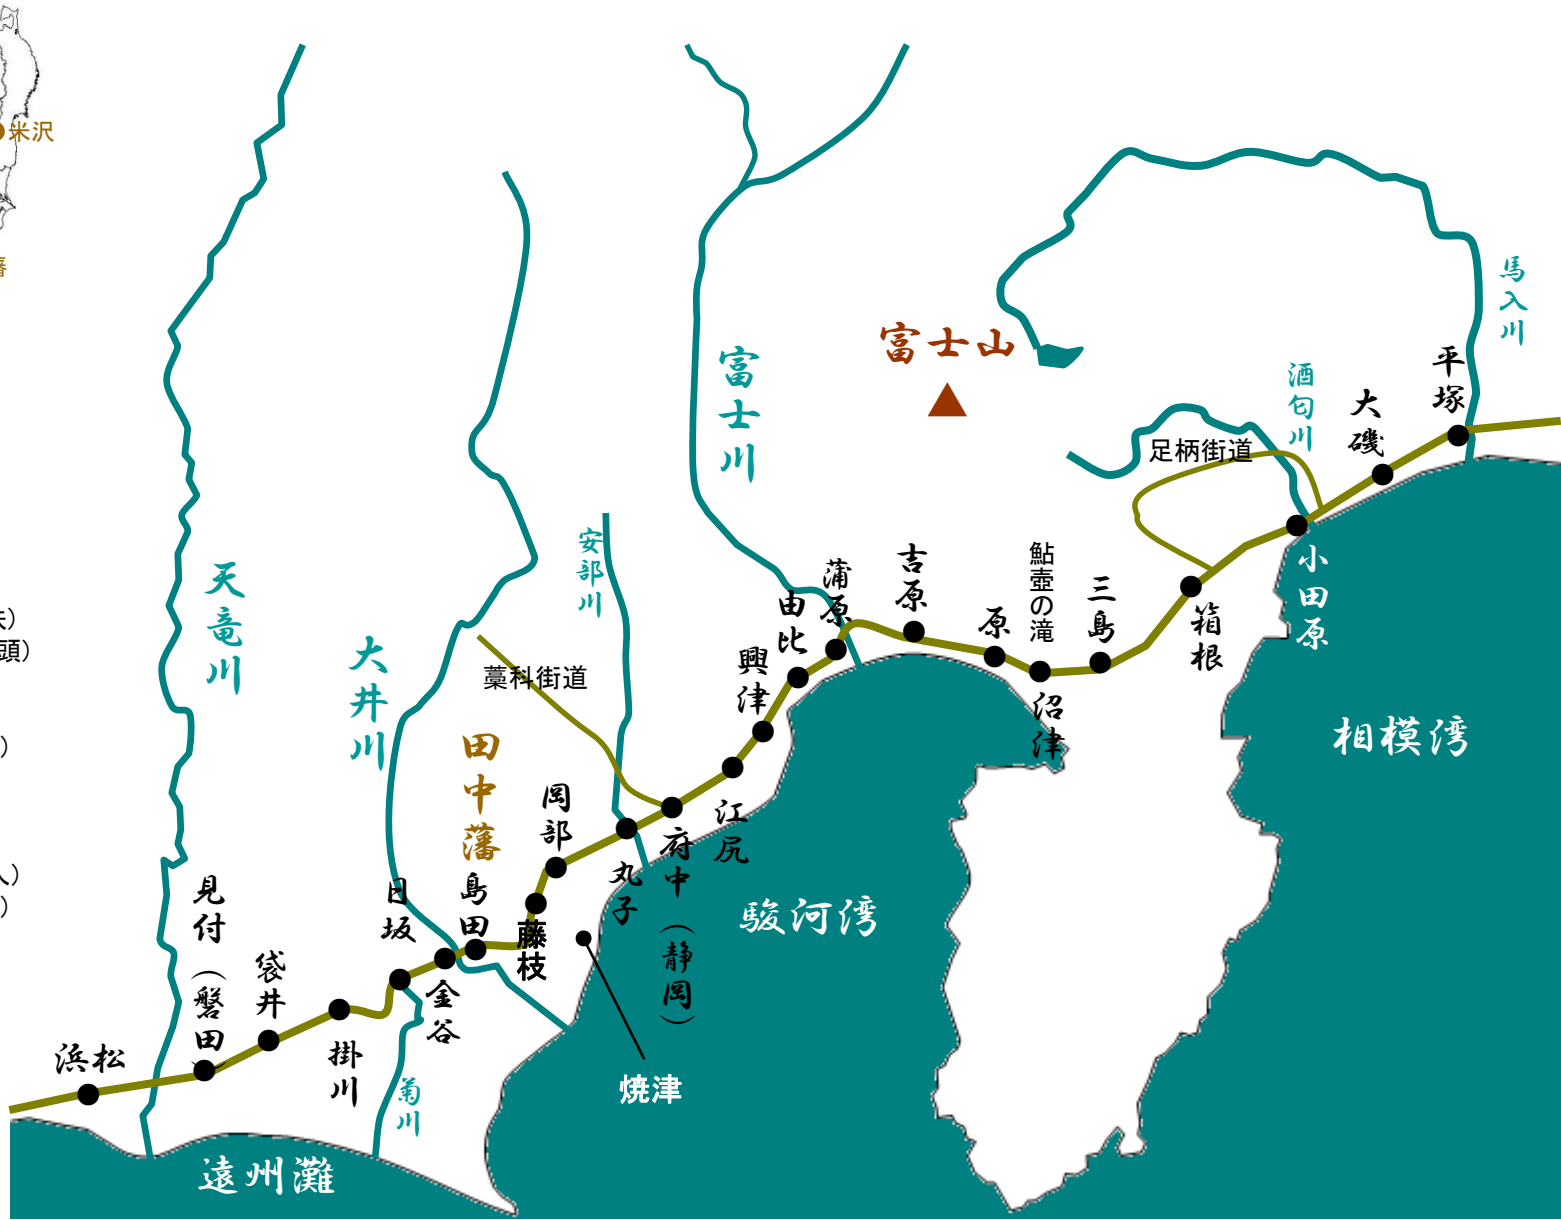 米沢
藩
頭）
）
人）
）
天竜川
大井川
安部川
富士川
富士山
馬入川
酒匂川
平塚
大磯
足柄街道
小田原
箱根
三島
鮎壺の滝
沼津
原
吉原
蒲原
由比
興津
江尻
府中（静岡）
丸子
藁科街道
岡部
田中藩
藤枝
島田
金谷
日坂
菊川
掛川
袋井
見付（磐田）
浜松
焼津
駿河湾
相模湾
遠州灘